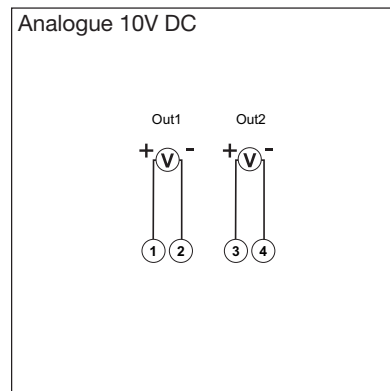 Analogue 10V DC
Out1 Out2
+ V - + V -
1 2 3 4